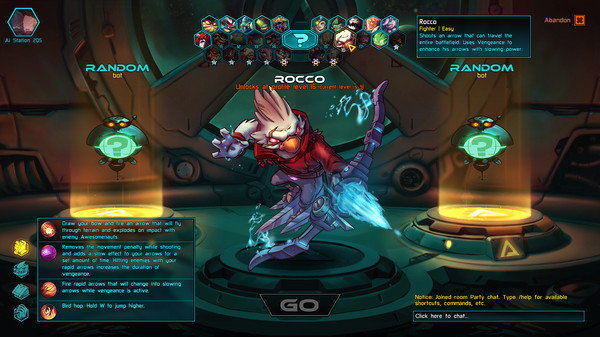 AI Station 205
Rocco
Fighter | Easy
Shoots an arrow that can travel the
entire battlefield. Uses Vengeance to
enhance his arrows with slowing power.
Abandon
RANDOM
bot
ROCCO
Unlocks at profile level 15
RANDOM
bot
Draw your bow and fire an arrow that will fly
through terrain and explodes on impact with
enemy Awesomenauts.
Removes the movement penalty while shooting
and adds a slow effect to your arrows for a
set amount of time. Hitting enemies with your
rapid arrows increases the duration of
vengeance.
Fire rapid arrows that will change into slowing
arrows while vengeance is active.
Bird hop. Hold W to jump higher.
GO
Notice: Joined room Party chat. Type /help for available
shortcuts, commands, etc.
Click here to chat...